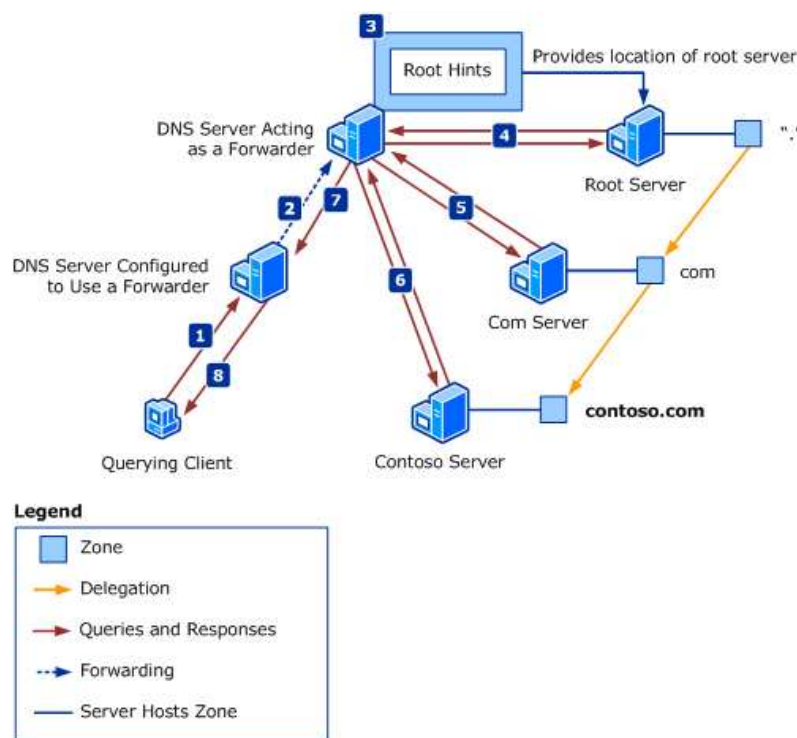 3
Root Hints
Provides location of root server
DNS Server Acting
as a Forwarder
4
"."
Root Server
2
7
5
DNS Server Configured
to Use a Forwarder
6
com
Com Server
1
8
contoso.com
Querying Client
Contoso Server
Legend
Zone
Delegation
Queries and Responses
Forwarding
Server Hosts Zone